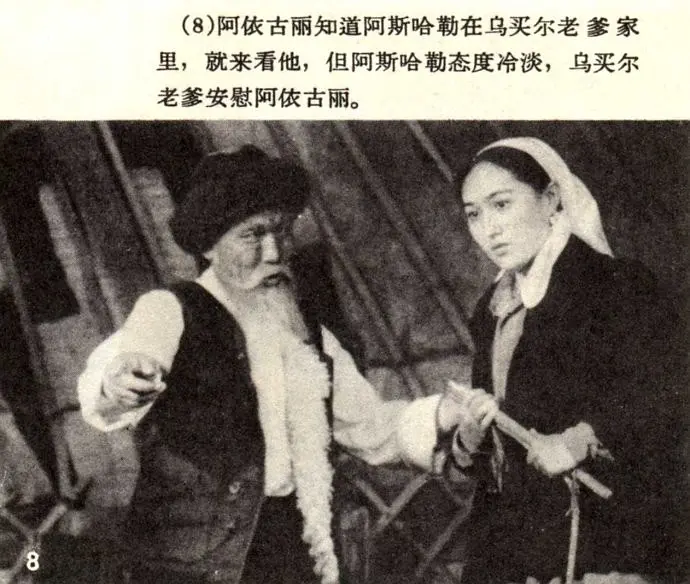 (8)阿依古丽知道阿斯哈勒在乌买尔老爹家
里，就来看他，但阿斯哈勒态度冷淡，乌买尔
老爹安慰阿依古丽。
8